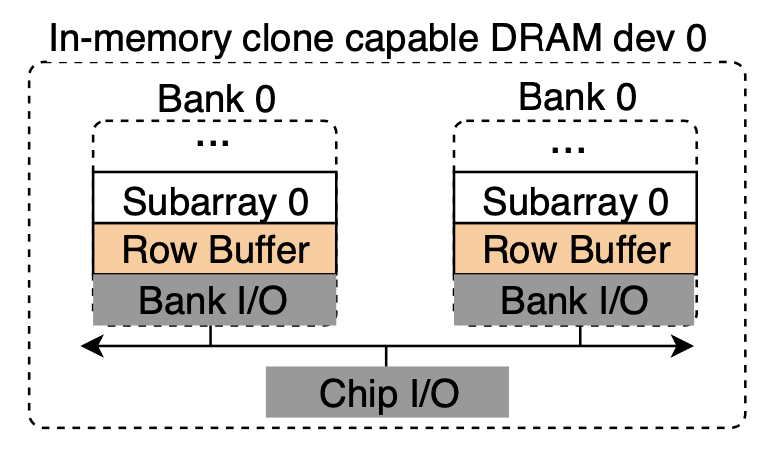 In-memory clone capable DRAM dev 0
Bank 0
...
Subarray 0
Row Buffer
Bank I/O
Bank 0
...
Subarray 0
Row Buffer
Bank I/O
Chip I/O